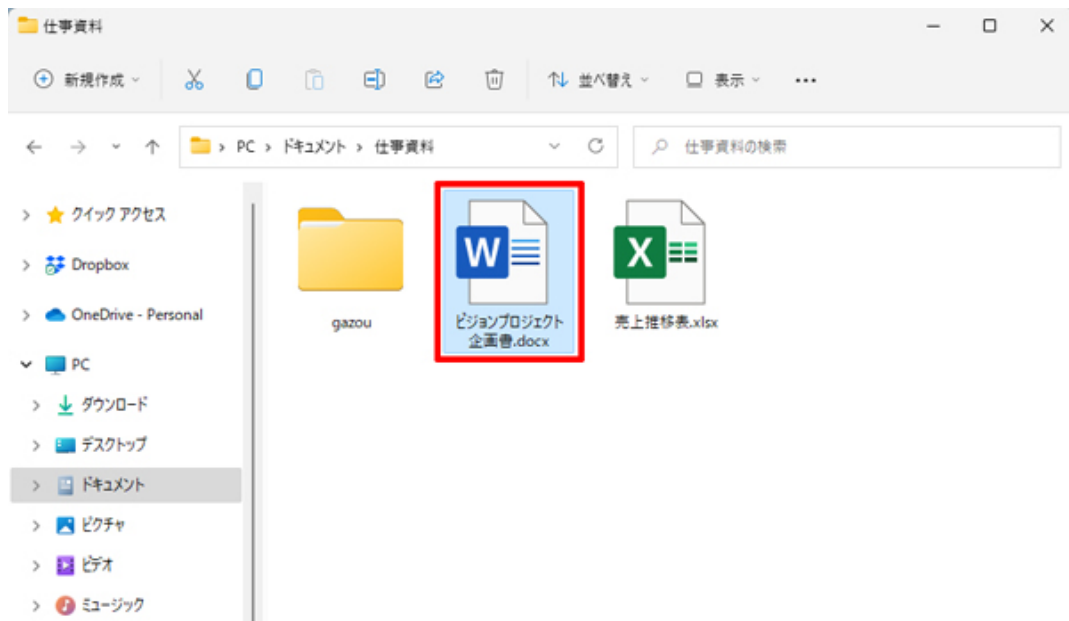 仕事資料
新規作成
並べ替え
表示
PC › ドキュメント › 仕事資料
仕事資料の検索
クイック アクセス
Dropbox
OneDrive - Personal
PC
ダウンロード
デスクトップ
ドキュメント
ピクチャ
ビデオ
ミュージック
gazou
W
ビジョンプロジェクト
企画書.docx
X
売上推移表.xlsx